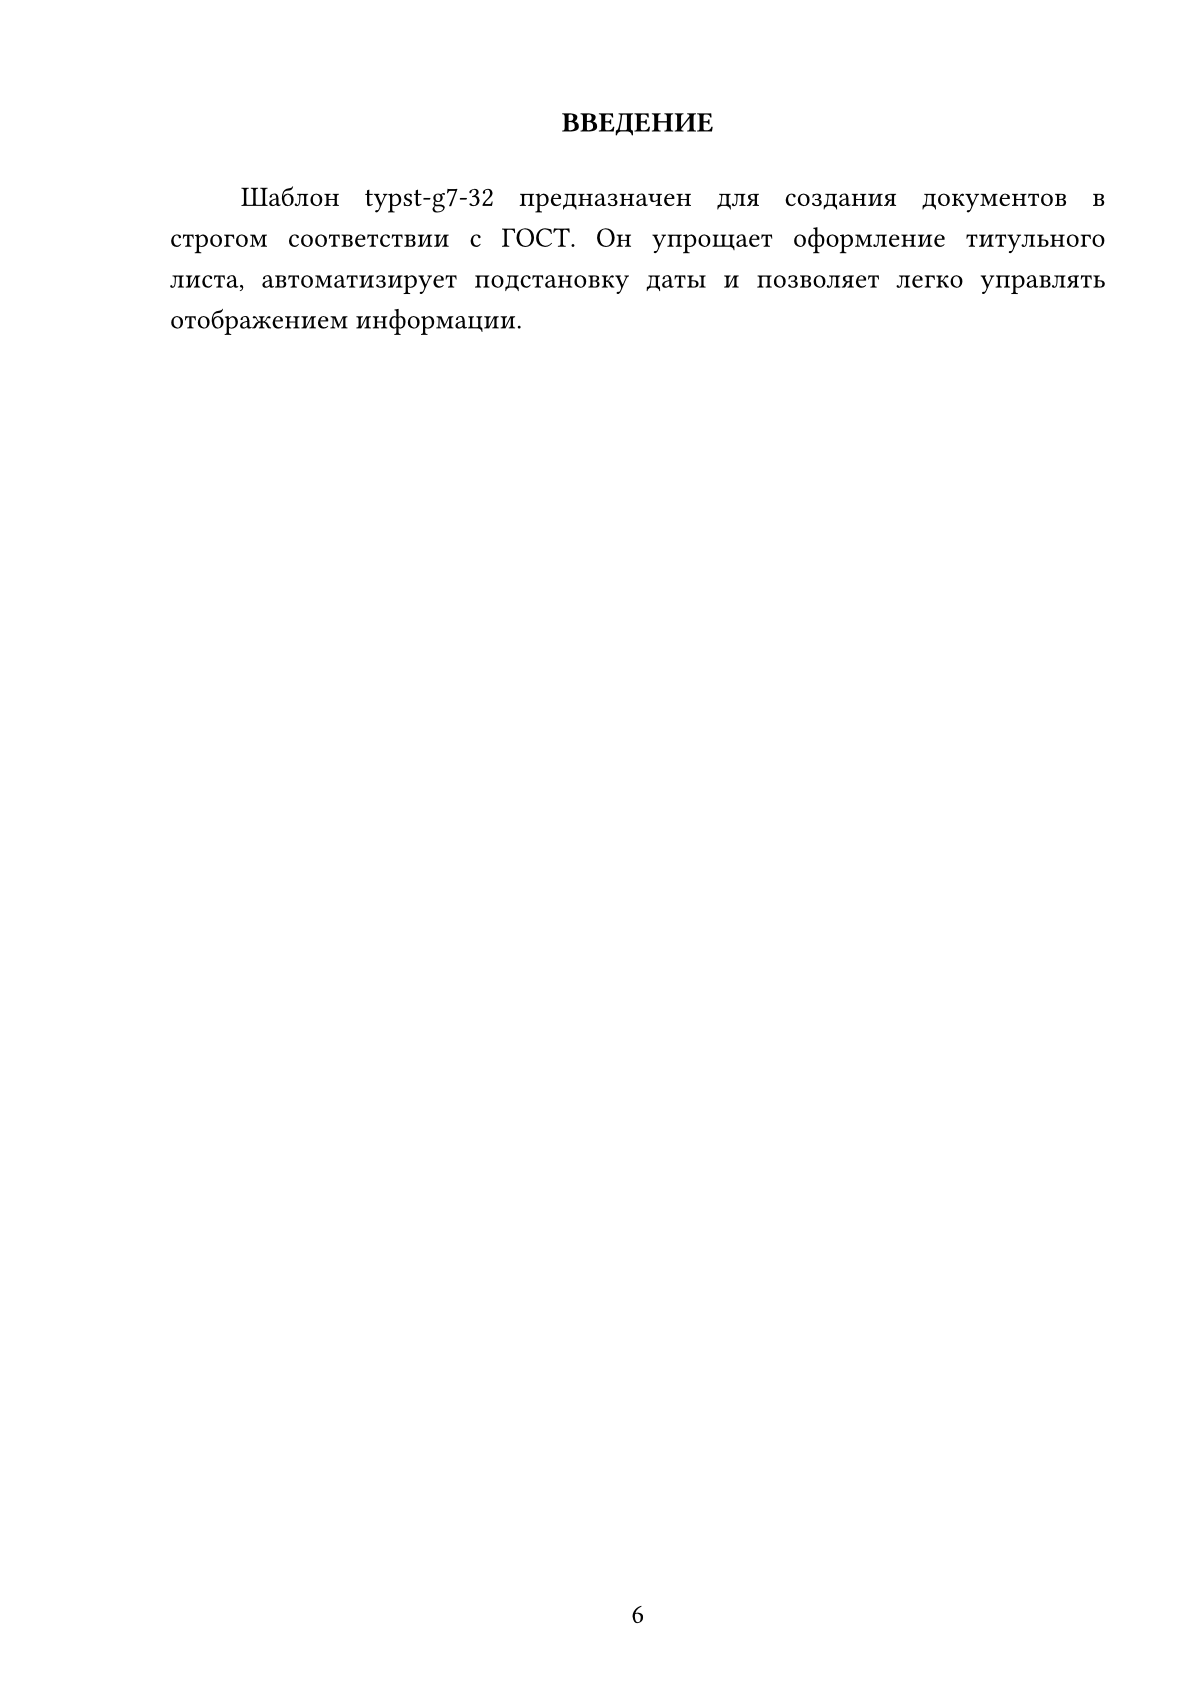 ВВЕДЕНИЕ
Шаблон typst-g7-32 предназначен для создания документов в
строгом соответствии с ГОСТ. Он упрощает оформление титульного
листа, автоматизирует подстановку даты и позволяет легко управлять
отображением информации.
6